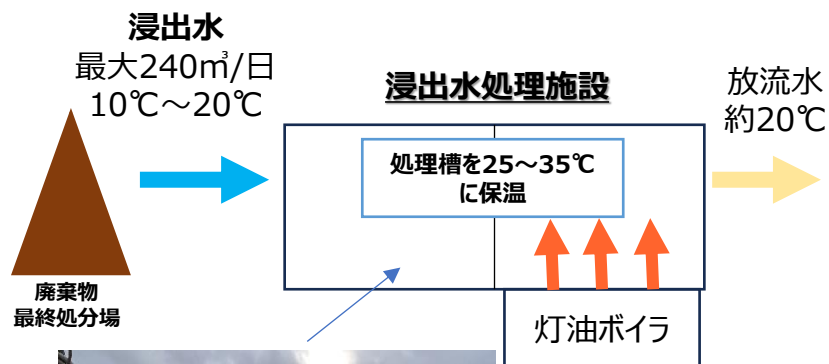 浸出水
最大240㎥/日
10℃～20℃
浸出水処理施設
放流水
約20℃
処理槽を25～35℃
に保温
廃棄物
最終処分場
灯油ボイラ